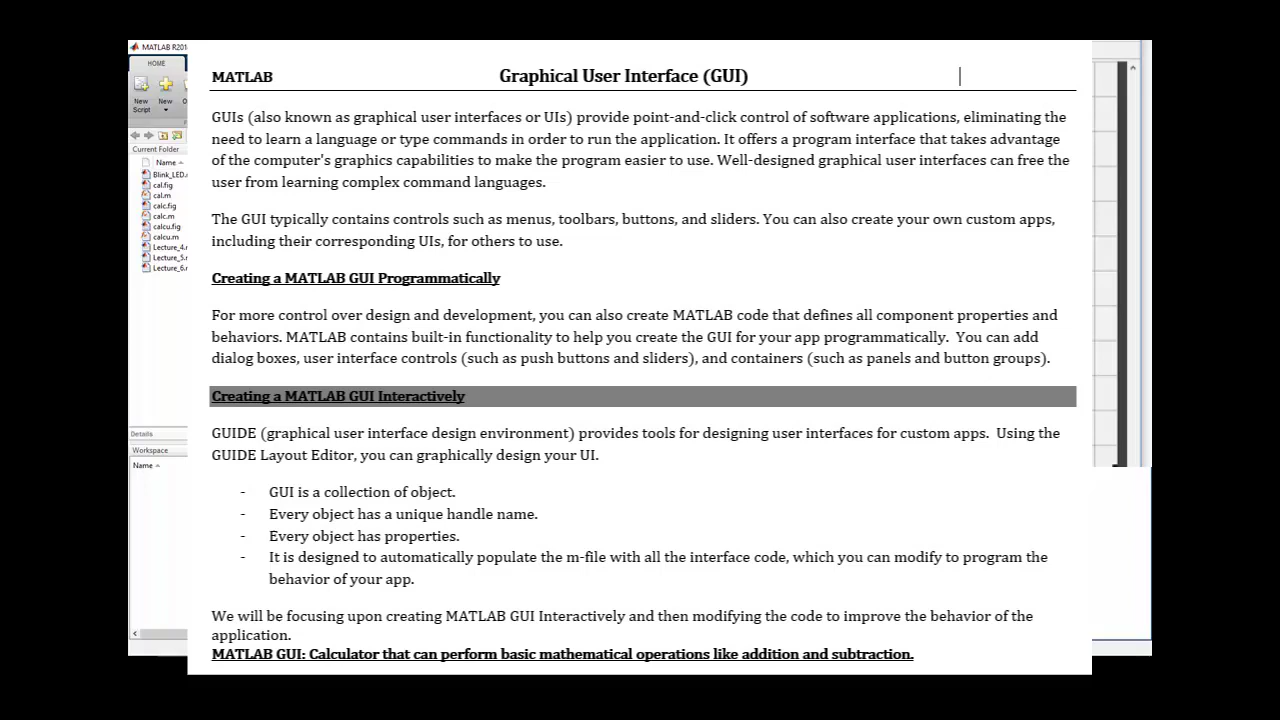 MATLAB R201
HOME
New Script
New
Current Folder
Name
Blink_LED.
cal.fig
cal.m
calc.fig
calc.m
calcu.fig
calcu.m
Lecture_4.
Lecture_5.
Lecture_6.
Details
Workspace
Name
MATLAB Graphical User Interface (GUI)
GUIs (also known as graphical user interfaces or UIs) provide point-and-click control of software applications, eliminating the
need to learn a language or type commands in order to run the application. It offers a program interface that takes advantage
of the computer's graphics capabilities to make the program easier to use. Well-designed graphical user interfaces can free the
user from learning complex command languages.
The GUI typically contains controls such as menus, toolbars, buttons, and sliders. You can also create your own custom apps,
including their corresponding UIs, for others to use.
Creating a MATLAB GUI Programmatically
For more control over design and development, you can also create MATLAB code that defines all component properties and
behaviors. MATLAB contains built-in functionality to help you create the GUI for your app programmatically. You can add
dialog boxes, user interface controls (such as push buttons and sliders), and containers (such as panels and button groups).
Creating a MATLAB GUI Interactively
GUIDE (graphical user interface design environment) provides tools for designing user interfaces for custom apps. Using the
GUIDE Layout Editor, you can graphically design your UI.
- GUI is a collection of object.
- Every object has a unique handle name.
- Every object has properties.
- It is designed to automatically populate the m-file with all the interface code, which you can modify to program the
behavior of your app.
We will be focusing upon creating MATLAB GUI Interactively and then modifying the code to improve the behavior of the
application.
MATLAB GUI: Calculator that can perform basic mathematical operations like addition and subtraction.